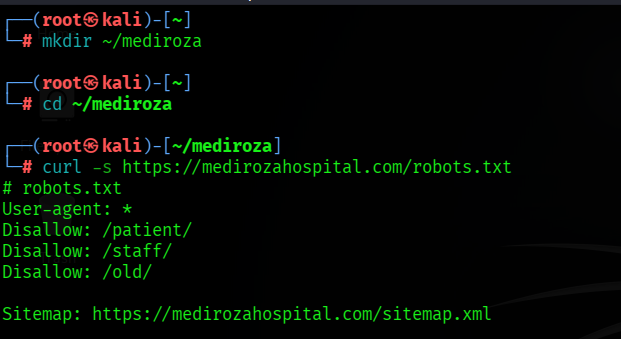 ┌──(root㉿kali)-[~]
└─# mkdir ~/mediroza
┌──(root㉿kali)-[~]
└─# cd ~/mediroza
┌──(root㉿kali)-[~/mediroza]
└─# curl -s https://medirozahospital.com/robots.txt
# robots.txt
User-agent: *
Disallow: /patient/
Disallow: /staff/
Disallow: /old/
Sitemap: https://medirozahospital.com/sitemap.xml